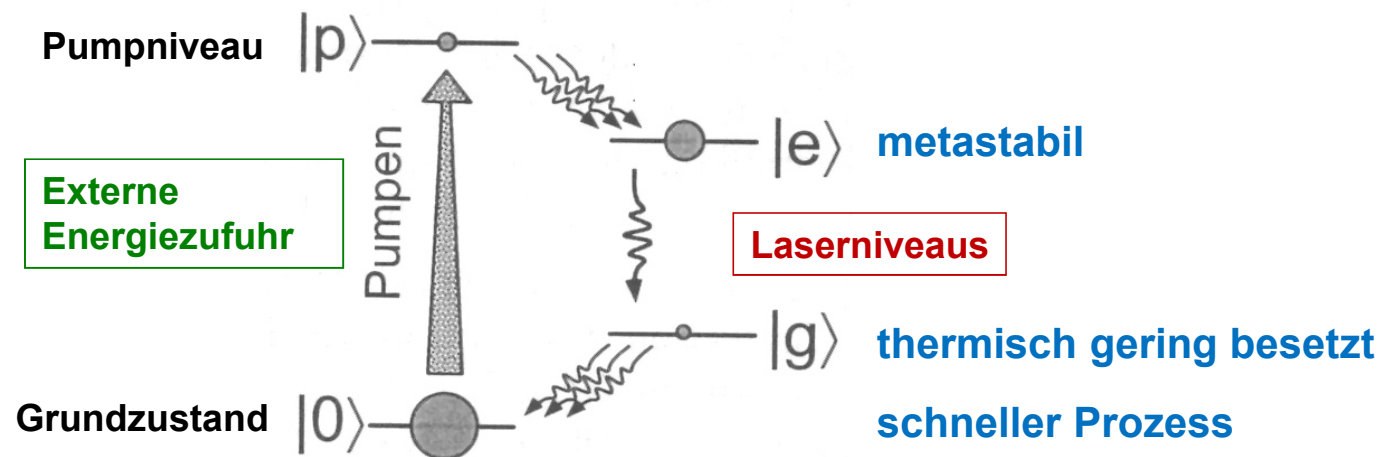 Pumpniveau |p⟩
|e⟩ metastabil
Externe
Energiezufuhr
Pumpen
Laserniveaus
|g⟩ thermisch gering besetzt
Grundzustand |0⟩
schneller Prozess